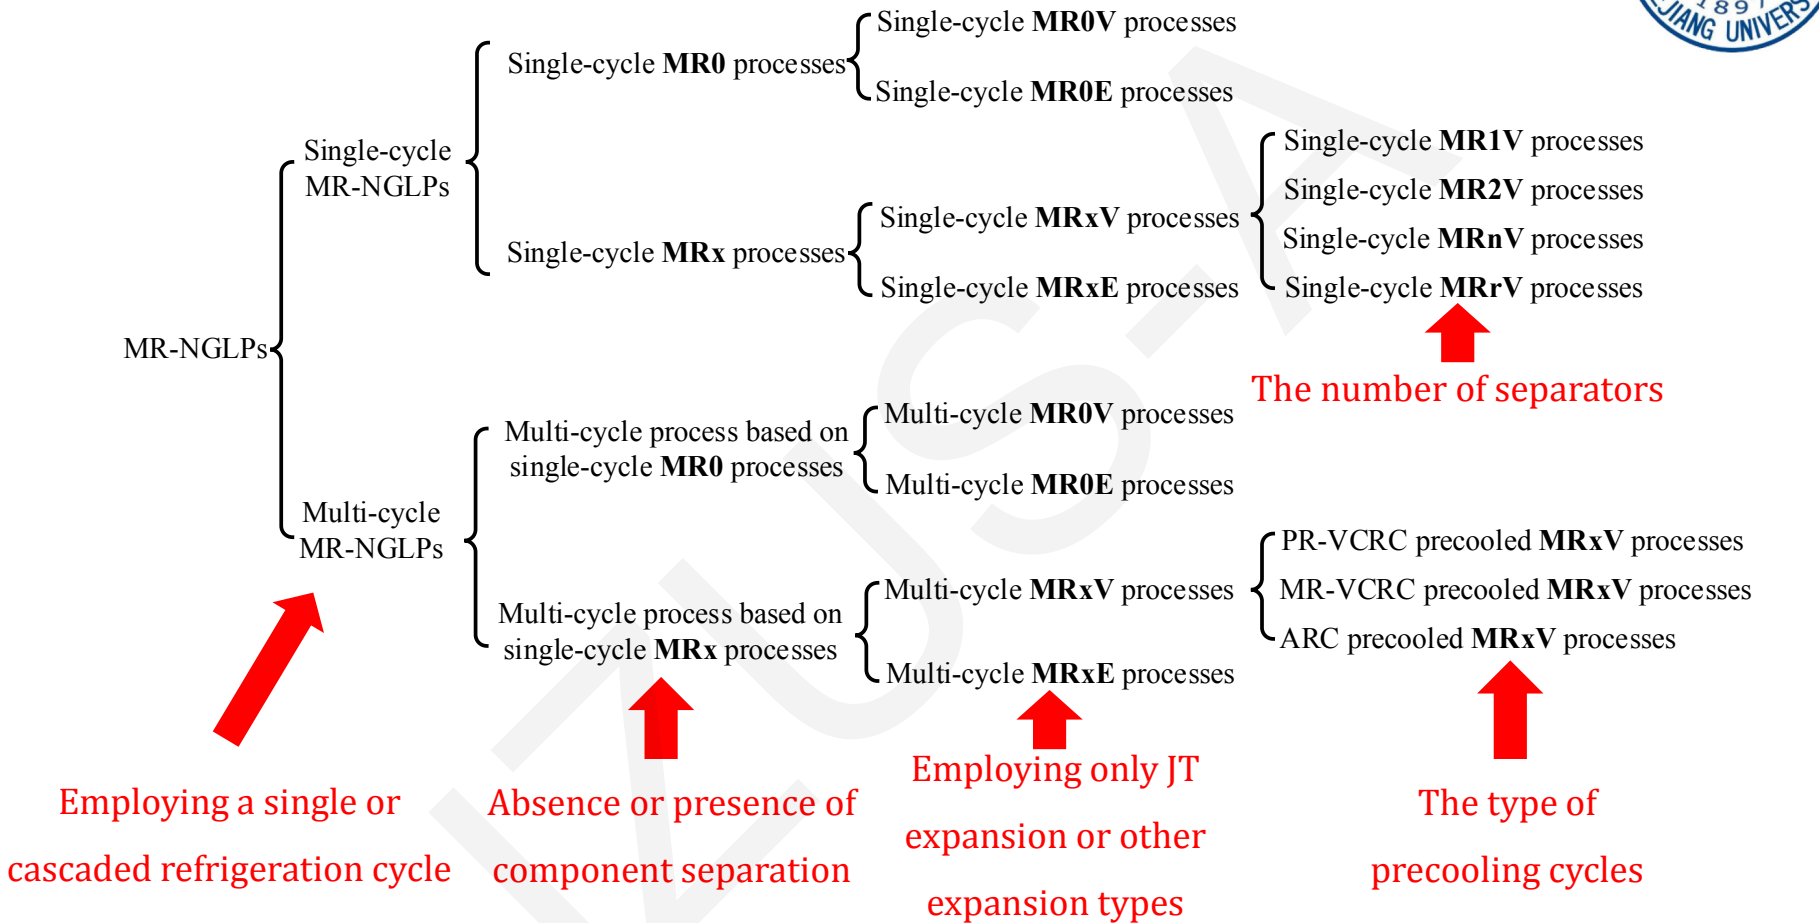 1897
JIANG UNIVERS
Single-cycle MR0V processes
Single-cycle MR0 processes
Single-cycle MR0E processes
Single-cycle
MR-NGLPs
Single-cycle MR1V processes
Single-cycle MR2V processes
Single-cycle MRxV processes
Single-cycle MRnV processes
Single-cycle MRx processes
Single-cycle MRxE processes
Single-cycle MRrV processes
The number of separators
MR-NGLPs
Multi-cycle MR0V processes
Multi-cycle process based on
single-cycle MR0 processes
Multi-cycle MR0E processes
Multi-cycle
MR-NGLPs
PR-VCRC precooled MRxV processes
Multi-cycle MRxV processes
MR-VCRC precooled MRxV processes
ARC precooled MRxV processes
Multi-cycle process based on
single-cycle MRx processes
Multi-cycle MRxE processes
Employing a single or
cascaded refrigeration cycle
Absence or presence of
component separation
Employing only JT
expansion or other
expansion types
The type of
precooling cycles
JZUS-A